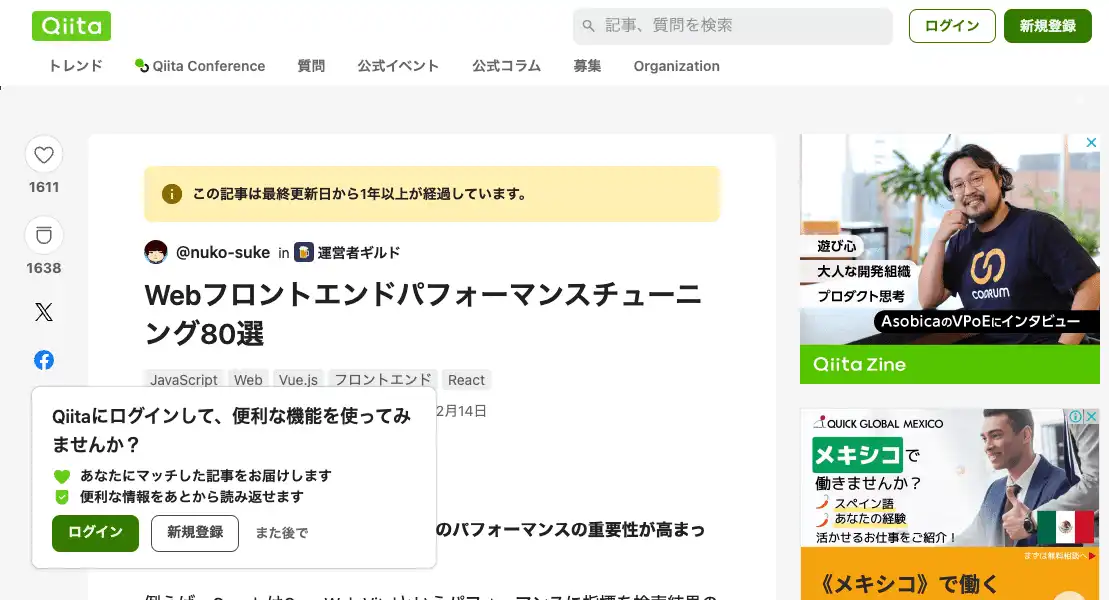 Qiita
記事、質問を検索
ログイン
新規登録
トレンド
Qiita Conference
質問
公式イベント
公式コラム
募集
Organization
1611
1638
この記事は最終更新日から1年以上が経過しています。
@nuko-suke in 運営者ギルド
Webフロントエンドパフォーマンスチューニ
ング80選
JavaScript Web Vue.js フロントエンド React
2月14日
Qiitaにログインして、便利な機能を使ってみ
ませんか？
あなたにマッチした記事をお届けします
便利な情報をあとから読み返せます
ログイン 新規登録 また後で
のパフォーマンスの重要性が高まっ
遊び心
大人な開発組織
プロダクト思考
AsobicaのVPoEにインタビュー
Qiita Zine
QUICK GLOBAL MEXICO
メキシコで
働きませんか？
スペイン語
あなたの経験
活かせるお仕事をご紹介！
まずは無料相談へ
《メキシコ》で働く